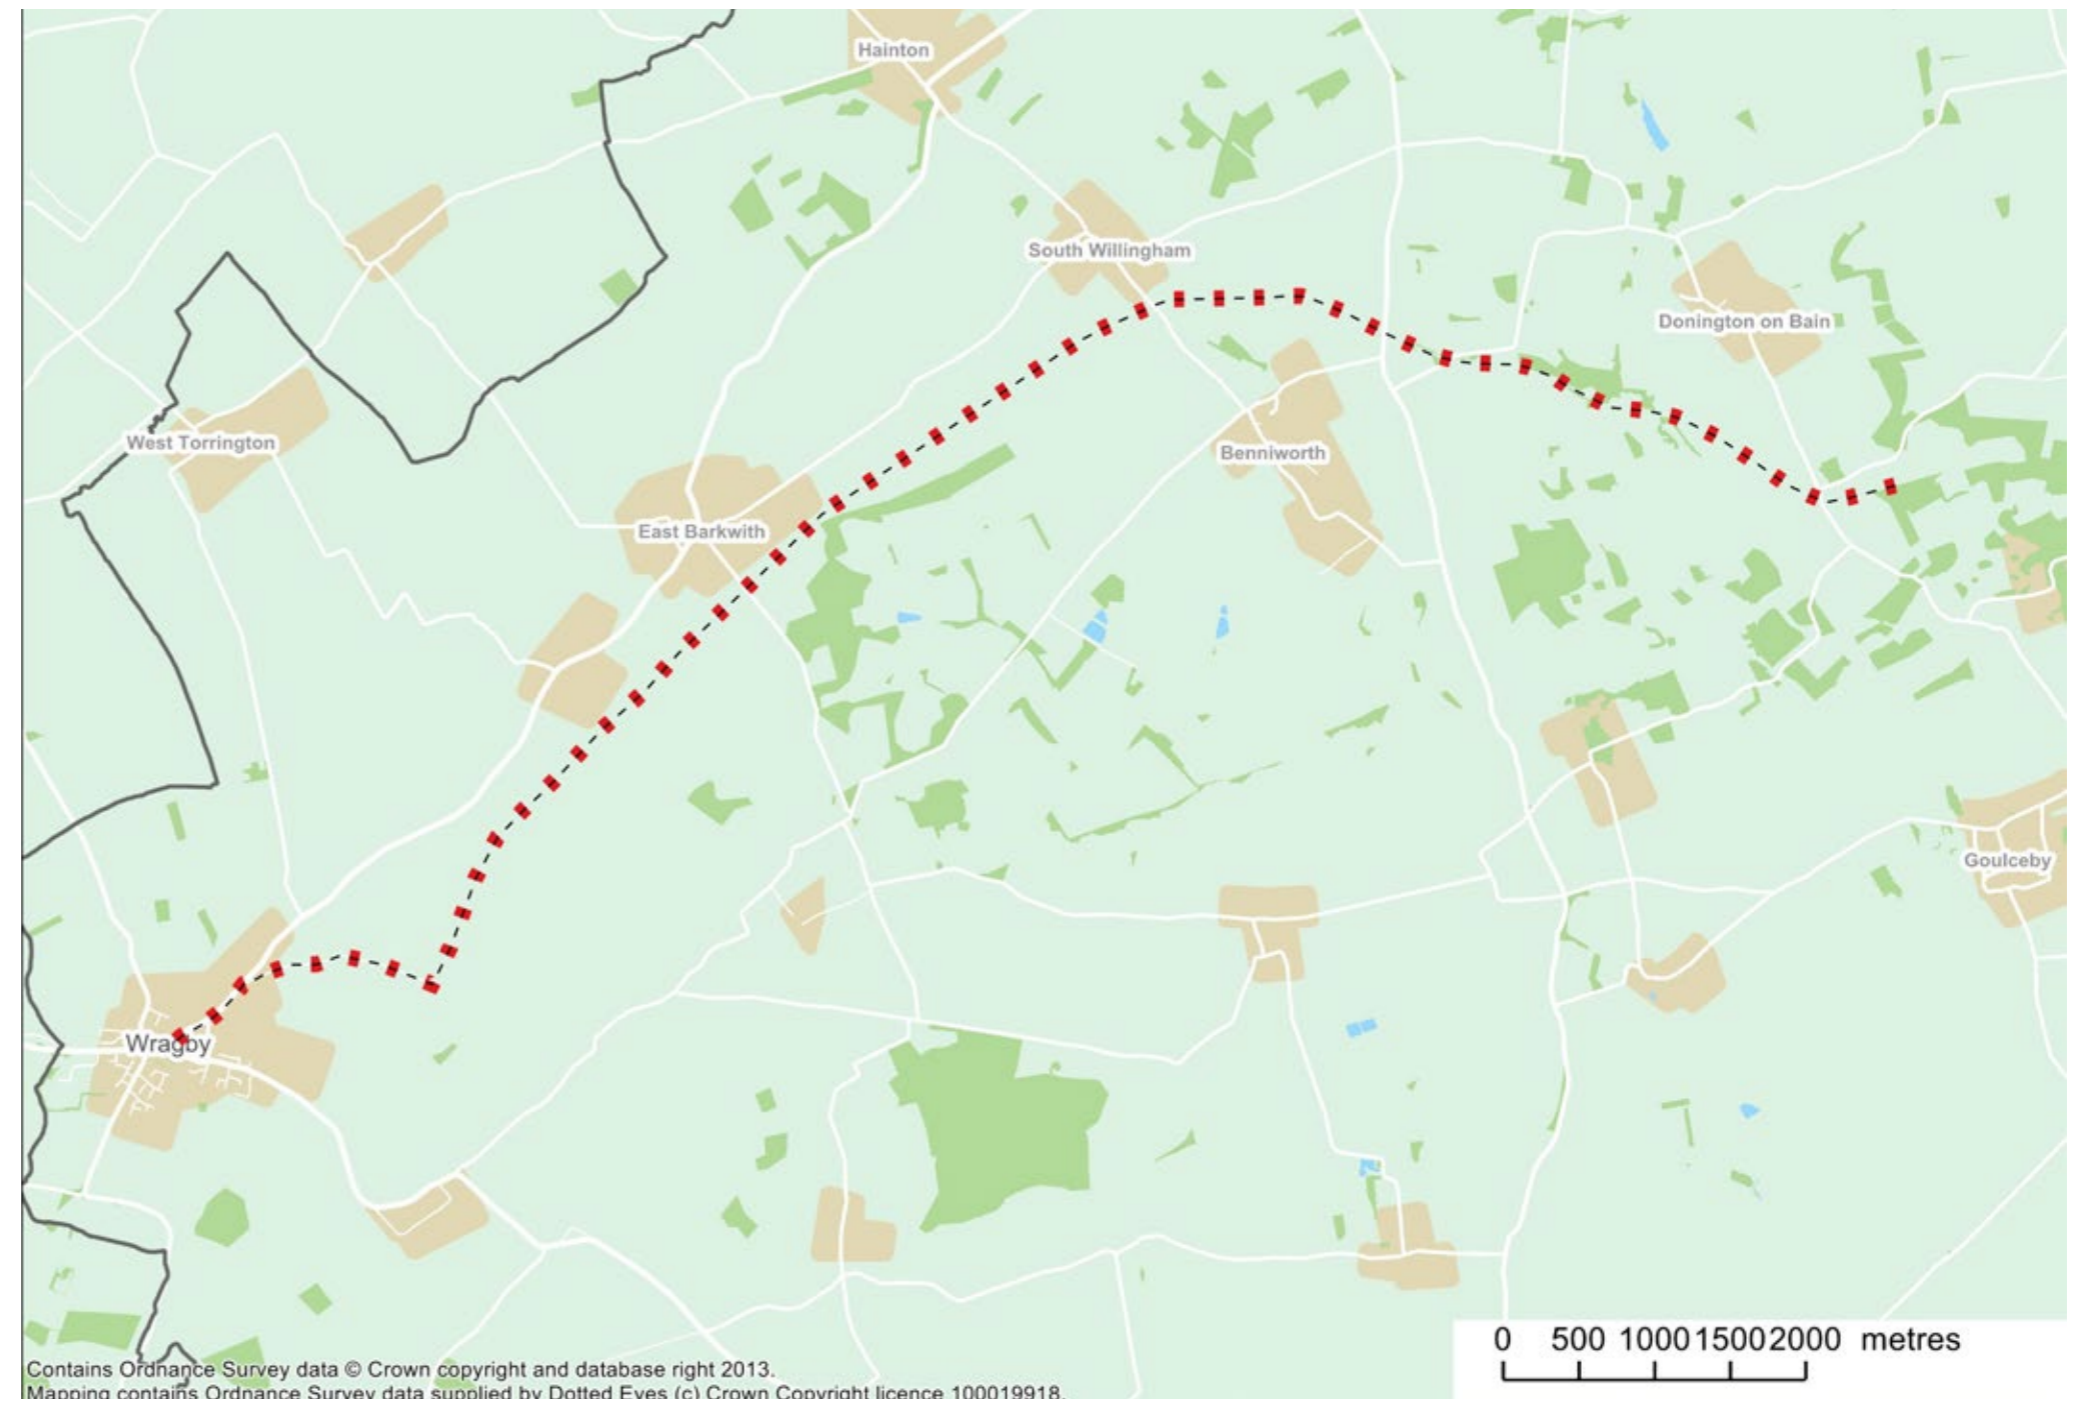 Hainton
South Willingham
Donington on Bain
West Torrington
Benniworth
East Barkwith
Goulceby
Wragby
0 500 1000 1500 2000 metres
Contains Ordnance Survey data © Crown copyright and database right 2013.
Mapping contains Ordnance Survey data supplied by Dotted Eyes (c) Crown Copyright licence 100019918.